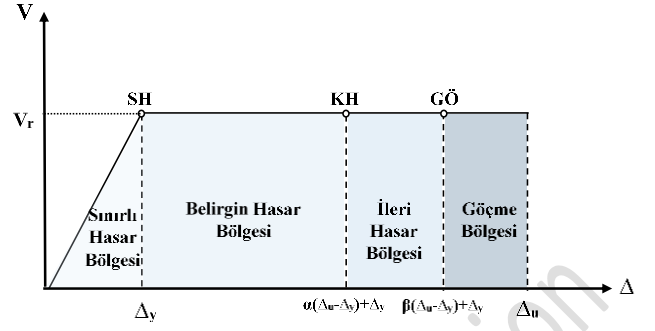 V
SH
KH
GÖ
Vr
Sınırlı
Hasar
Bölgesi
Belirgin Hasar
Bölgesi
İleri
Hasar
Bölgesi
Göçme
Bölgesi
Δ
Δy
α(Δu-Δy)+Δy
β(Δu-Δy)+Δy
Δu